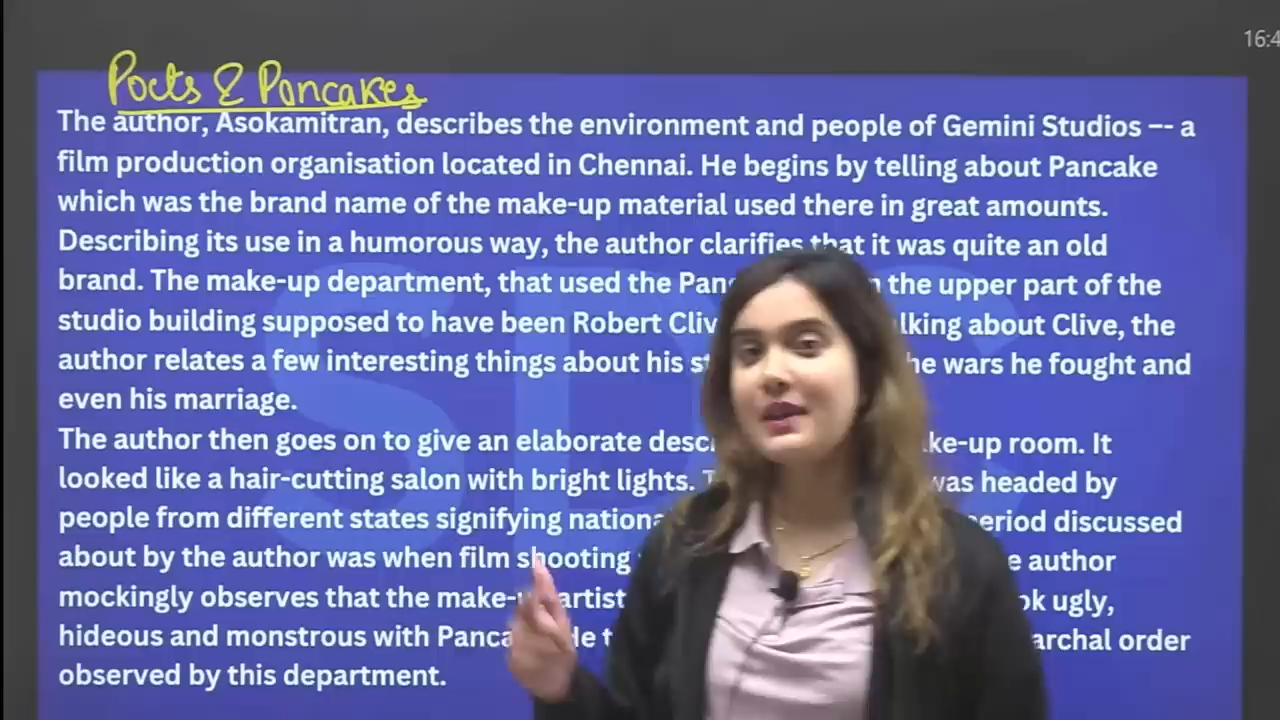 16:4
Poets & Pancakes
The author, Asokamitran, describes the environment and people of Gemini Studios –- a
film production organisation located in Chennai. He begins by telling about Pancake
which was the brand name of the make-up material used there in great amounts.
Describing its use in a humorous way, the author clarifies that it was quite an old
brand. The make-up department, that used the the upper part of the
studio building supposed to have been Robert about Clive, the
author relates a few interesting things about his wars he fought and
even his marriage.
The author then goes on to give an elaborate room. It
looked like a hair-cutting salon with bright lights. was headed by
people from different states signifying period discussed
about by the author was when film shooting author
mockingly observes that the ugly,
hideous and monstrous with order
observed by this department.